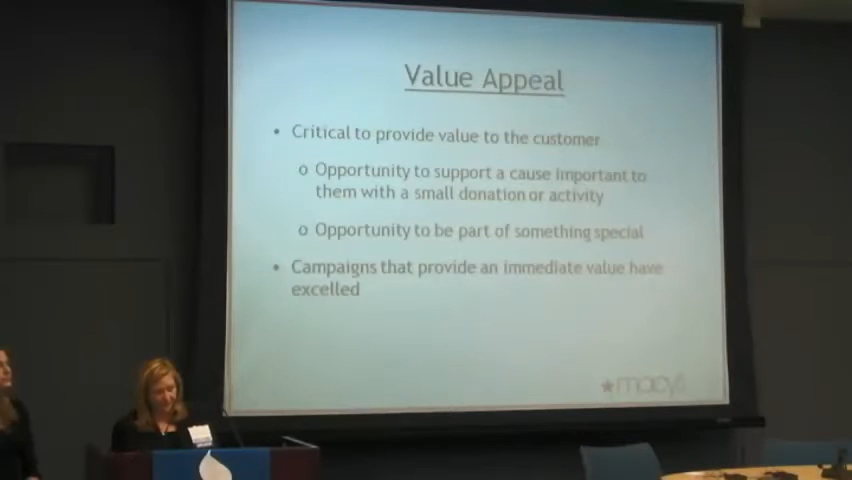 Value Appeal
• Critical to provide value to the customer
o Opportunity to support a cause important to
them with a small donation or activity
o Opportunity to be part of something special
• Campaigns that provide an immediate value have
excelled
★macy's